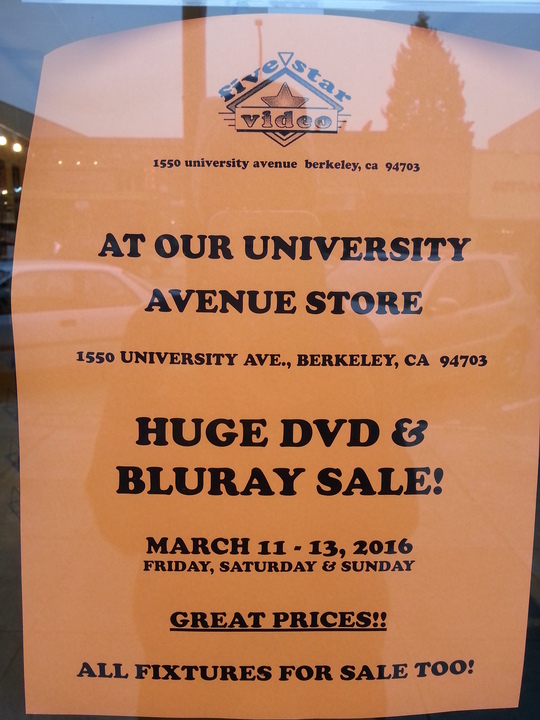 five star
video
1550 university avenue berkeley, ca 94703
AT OUR UNIVERSITY
AVENUE STORE
1550 UNIVERSITY AVE., BERKELEY, CA 94703
HUGE DVD &
BLURAY SALE!
MARCH 11 - 13, 2016
FRIDAY, SATURDAY & SUNDAY
GREAT PRICES!!
ALL FIXTURES FOR SALE TOO!